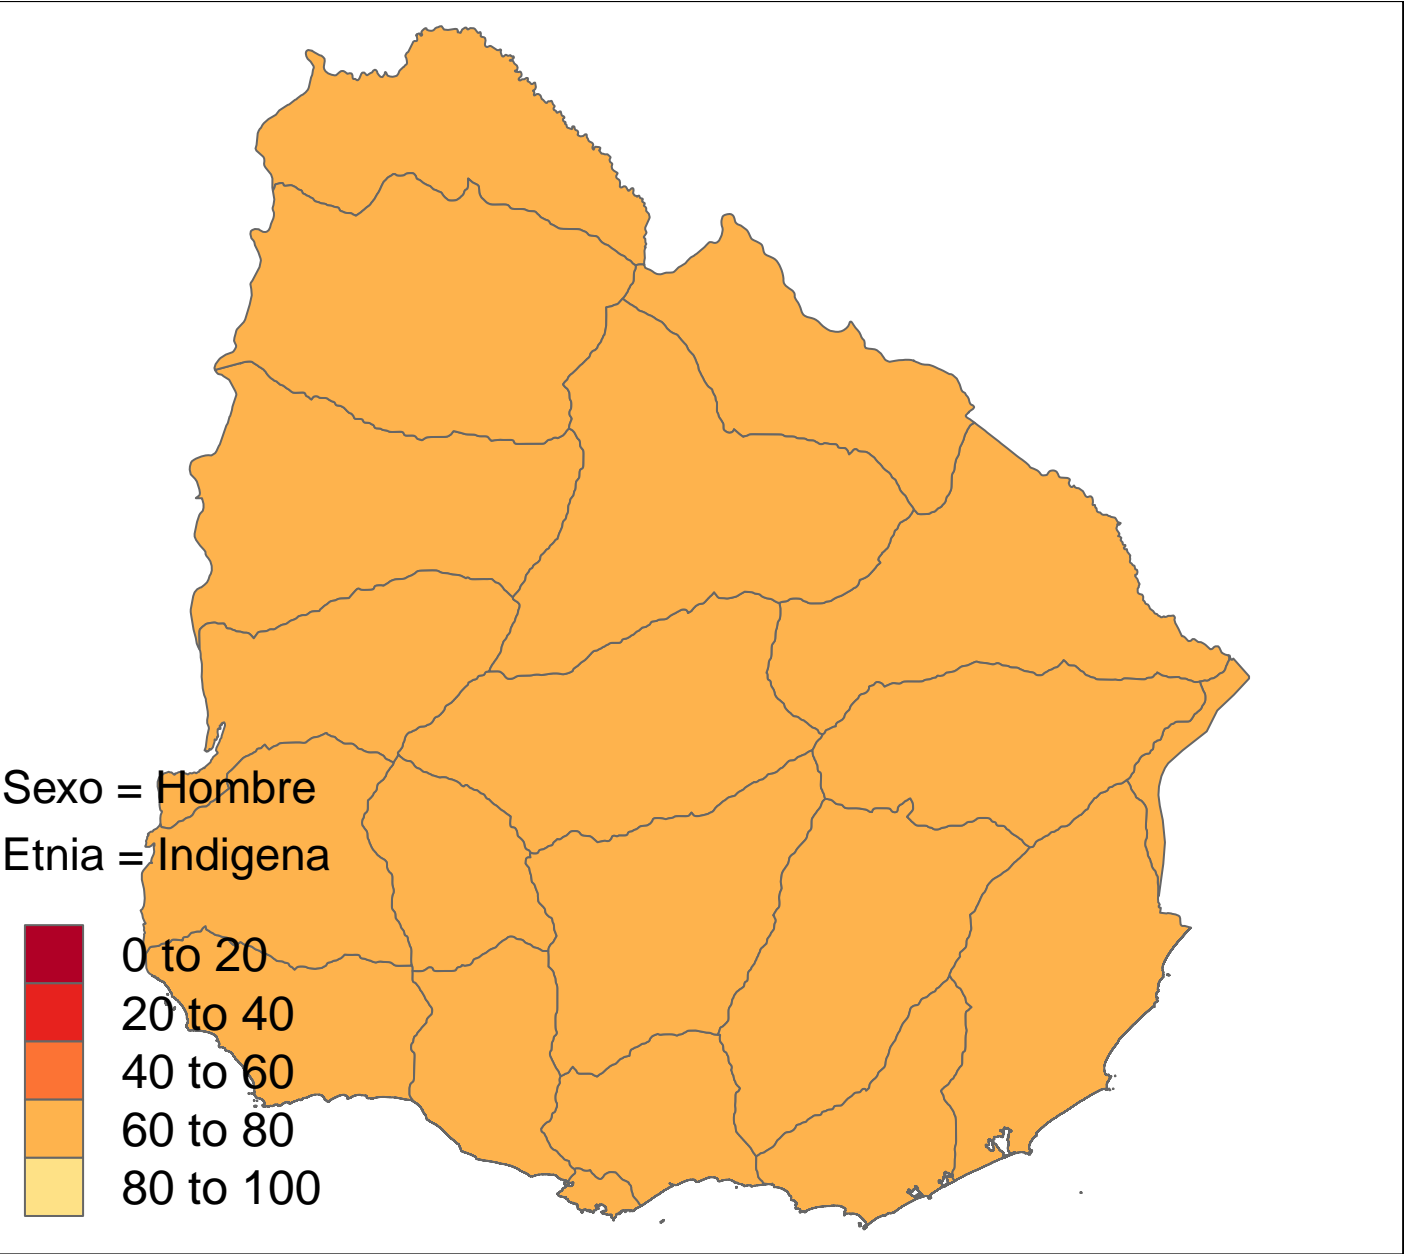 Sexo = Hombre
Etnia = Indigena
0 to 20
20 to 40
40 to 60
60 to 80
80 to 100